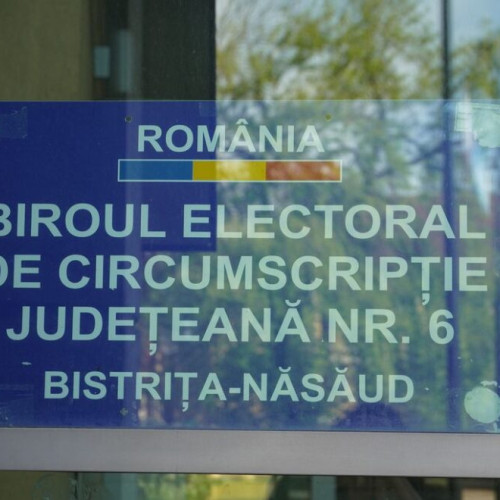 ROMÂNIA
BIROUL ELECTORAL
DE CIRCUMSCRIPȚIE
JUDEȚEANĂ NR. 6
BISTRIȚA-NĂSĂUD